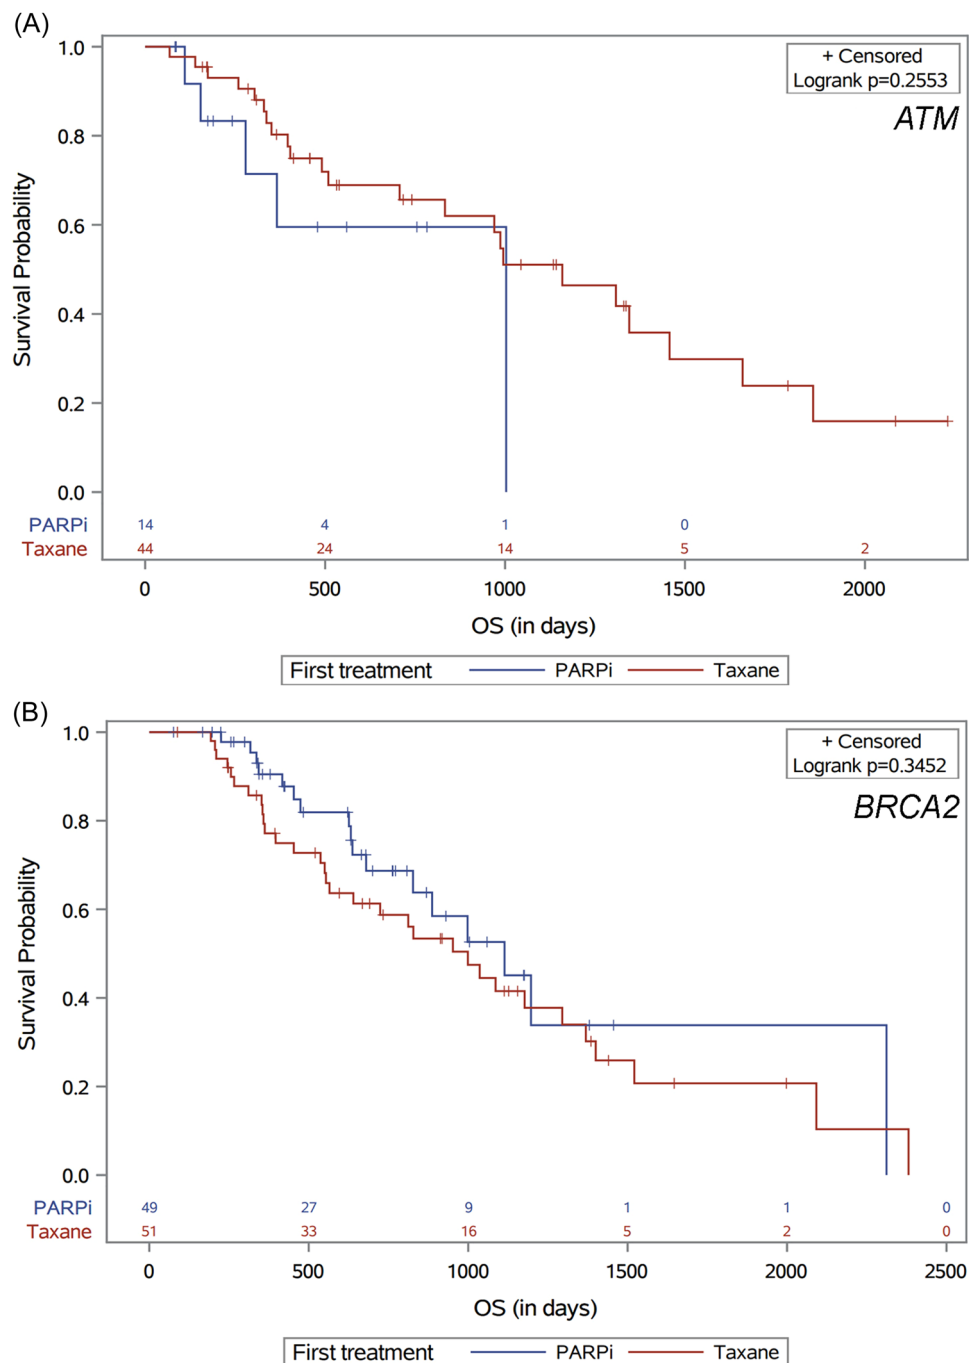 (A)
+ Censored
Logrank p=0.2553
ATM
Survival Probability
1.0
0.8
0.6
0.4
0.2
0.0
PARPi 14 4 1 0
Taxane 44 24 14 5 2
0 500 1000 1500 2000
OS (in days)
First treatment PARPi Taxane
(B)
+ Censored
Logrank p=0.3452
BRCA2
Survival Probability
1.0
0.8
0.6
0.4
0.2
0.0
PARPi 49 27 9 1 1 0
Taxane 51 33 16 5 2 0
0 500 1000 1500 2000 2500
OS (in days)
First treatment PARPi Taxane